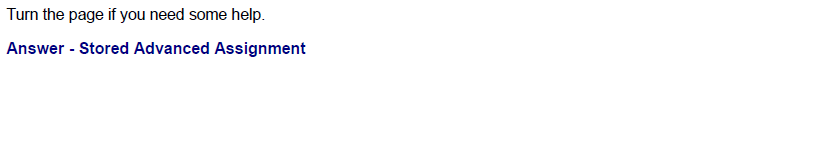 Turn the page if you need some help.
Answer - Stored Advanced Assignment